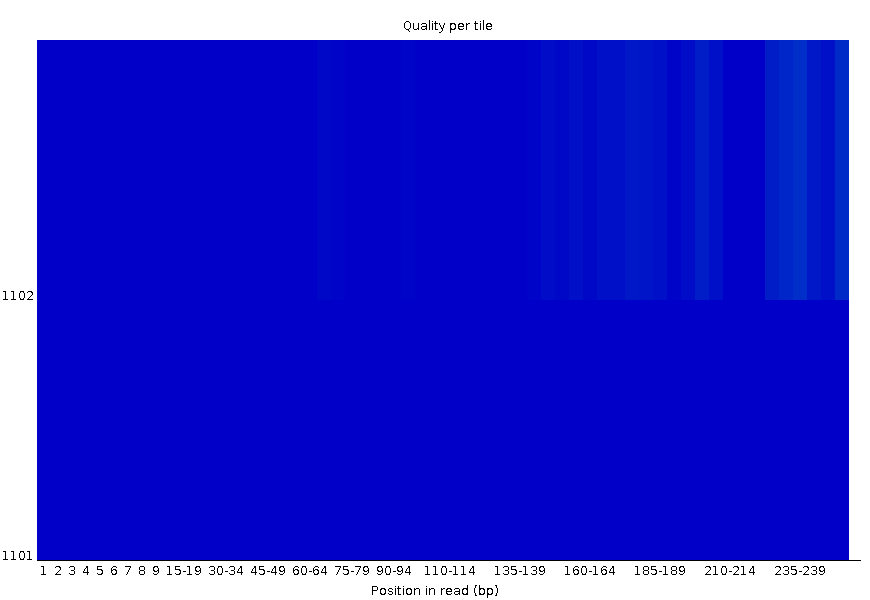 Quality per tile
1102
1101
1 2 3 4 5 6 7 8 9 15-19 30-34 45-49 60-64 75-79 90-94 110-114 135-139 160-164 185-189 210-214 235-239
Position in read (bp)